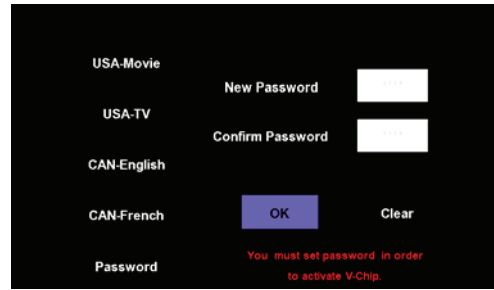 USA-Movie
USA-TV
CAN-English
CAN-French
Password
New Password
....
Confirm Password
....
OK
Clear
You must set password in order
to activate V-Chip.